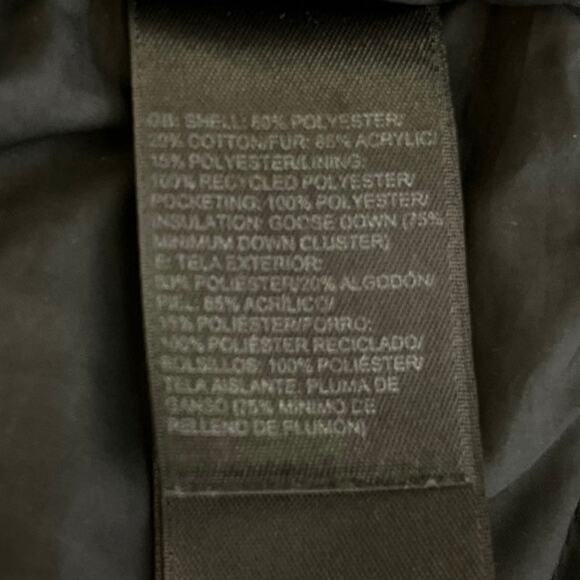 GB: SHELL: 80% POLYESTER/
20% COTTON/FUR: 85% ACRYLIC/
15% POLYESTER/LINING:
100% RECYCLED POLYESTER/
POCKETING: 100% POLYESTER/
INSULATION: GOOSE DOWN (75%
MINIMUM DOWN CLUSTER)
E: TELA EXTERIOR:
80% POLIÉSTER/20% ALGODÓN/
PIEL: 85% ACRÍLICO/
15% POLIÉSTER/FORRO:
100% POLIÉSTER RECICLADO/
BOLSILLOS: 100% POLIÉSTER/
TELA AISLANTE: PLUMA DE
GANSO (75% MÍNIMO DE
RELLENO DE PLUMÓN)